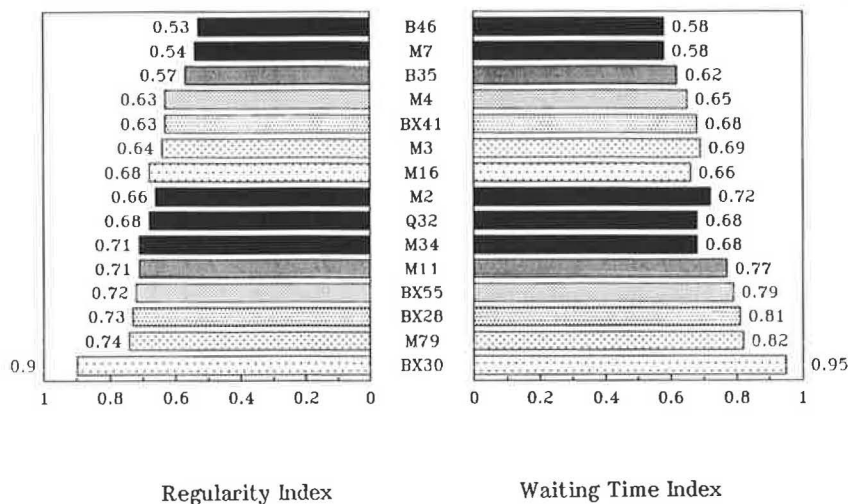 0.53 B46 0.58
0.54 M7 0.58
0.57 B35 0.62
0.63 M4 0.65
0.63 BX41 0.68
0.64 M3 0.69
0.68 M16 0.66
0.66 M2 0.72
0.68 Q32 0.68
0.71 M34 0.68
0.71 M11 0.77
0.72 BX55 0.79
0.73 BX28 0.81
0.74 M79 0.82
0.9 BX30 0.95
1 0.8 0.6 0.4 0.2 0 0 0.2 0.4 0.6 0.8 1
Regularity Index Waiting Time Index